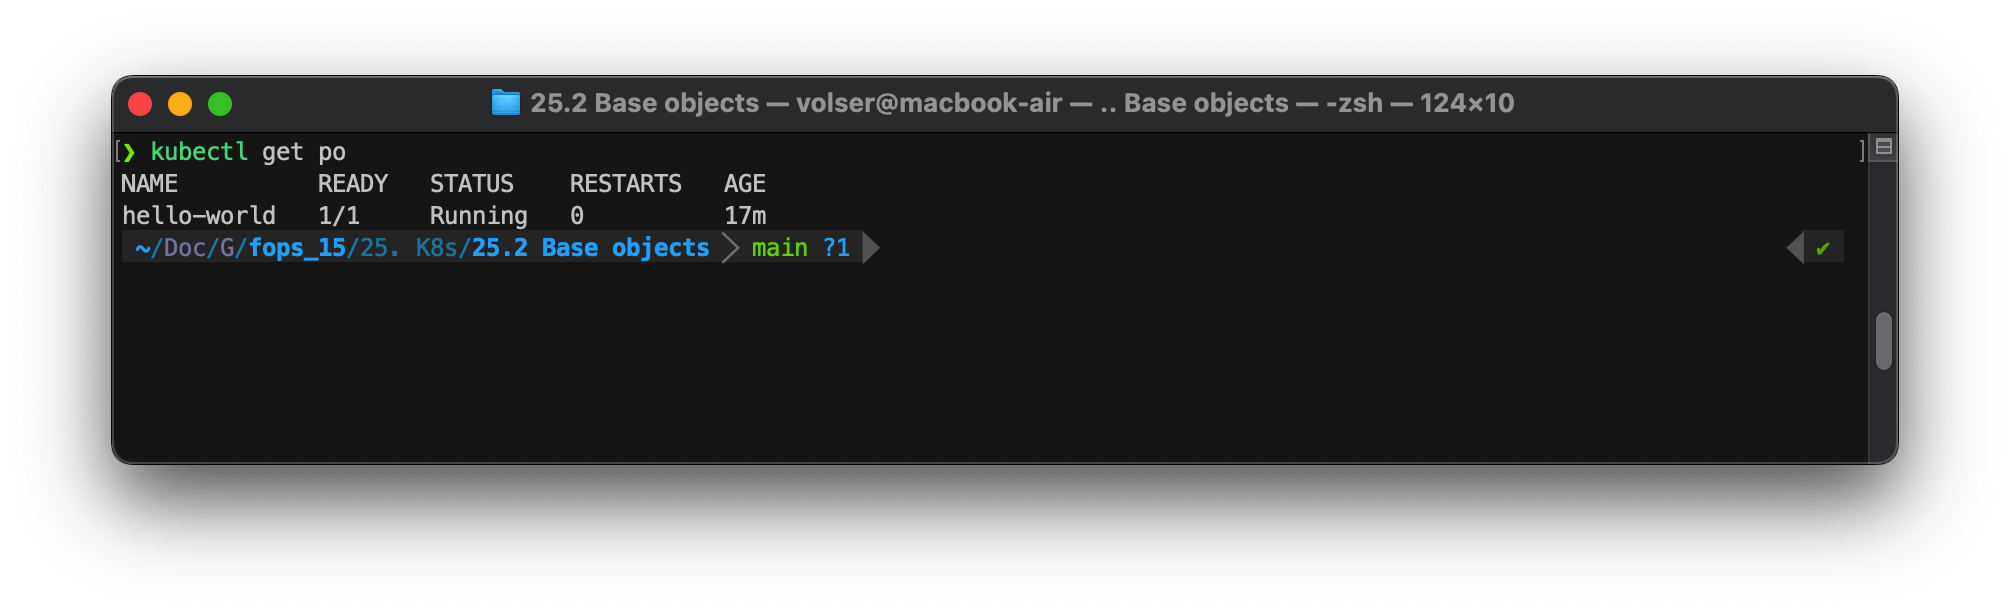 25.2 Base objects — volser@macbook-air — .. Base objects — -zsh — 124×10
[❯ kubectl get po ]
NAME READY STATUS RESTARTS AGE
hello-world 1/1 Running 0 17m
~/Doc/G/fops_15/25. K8s/25.2 Base objects main ?1 ✔